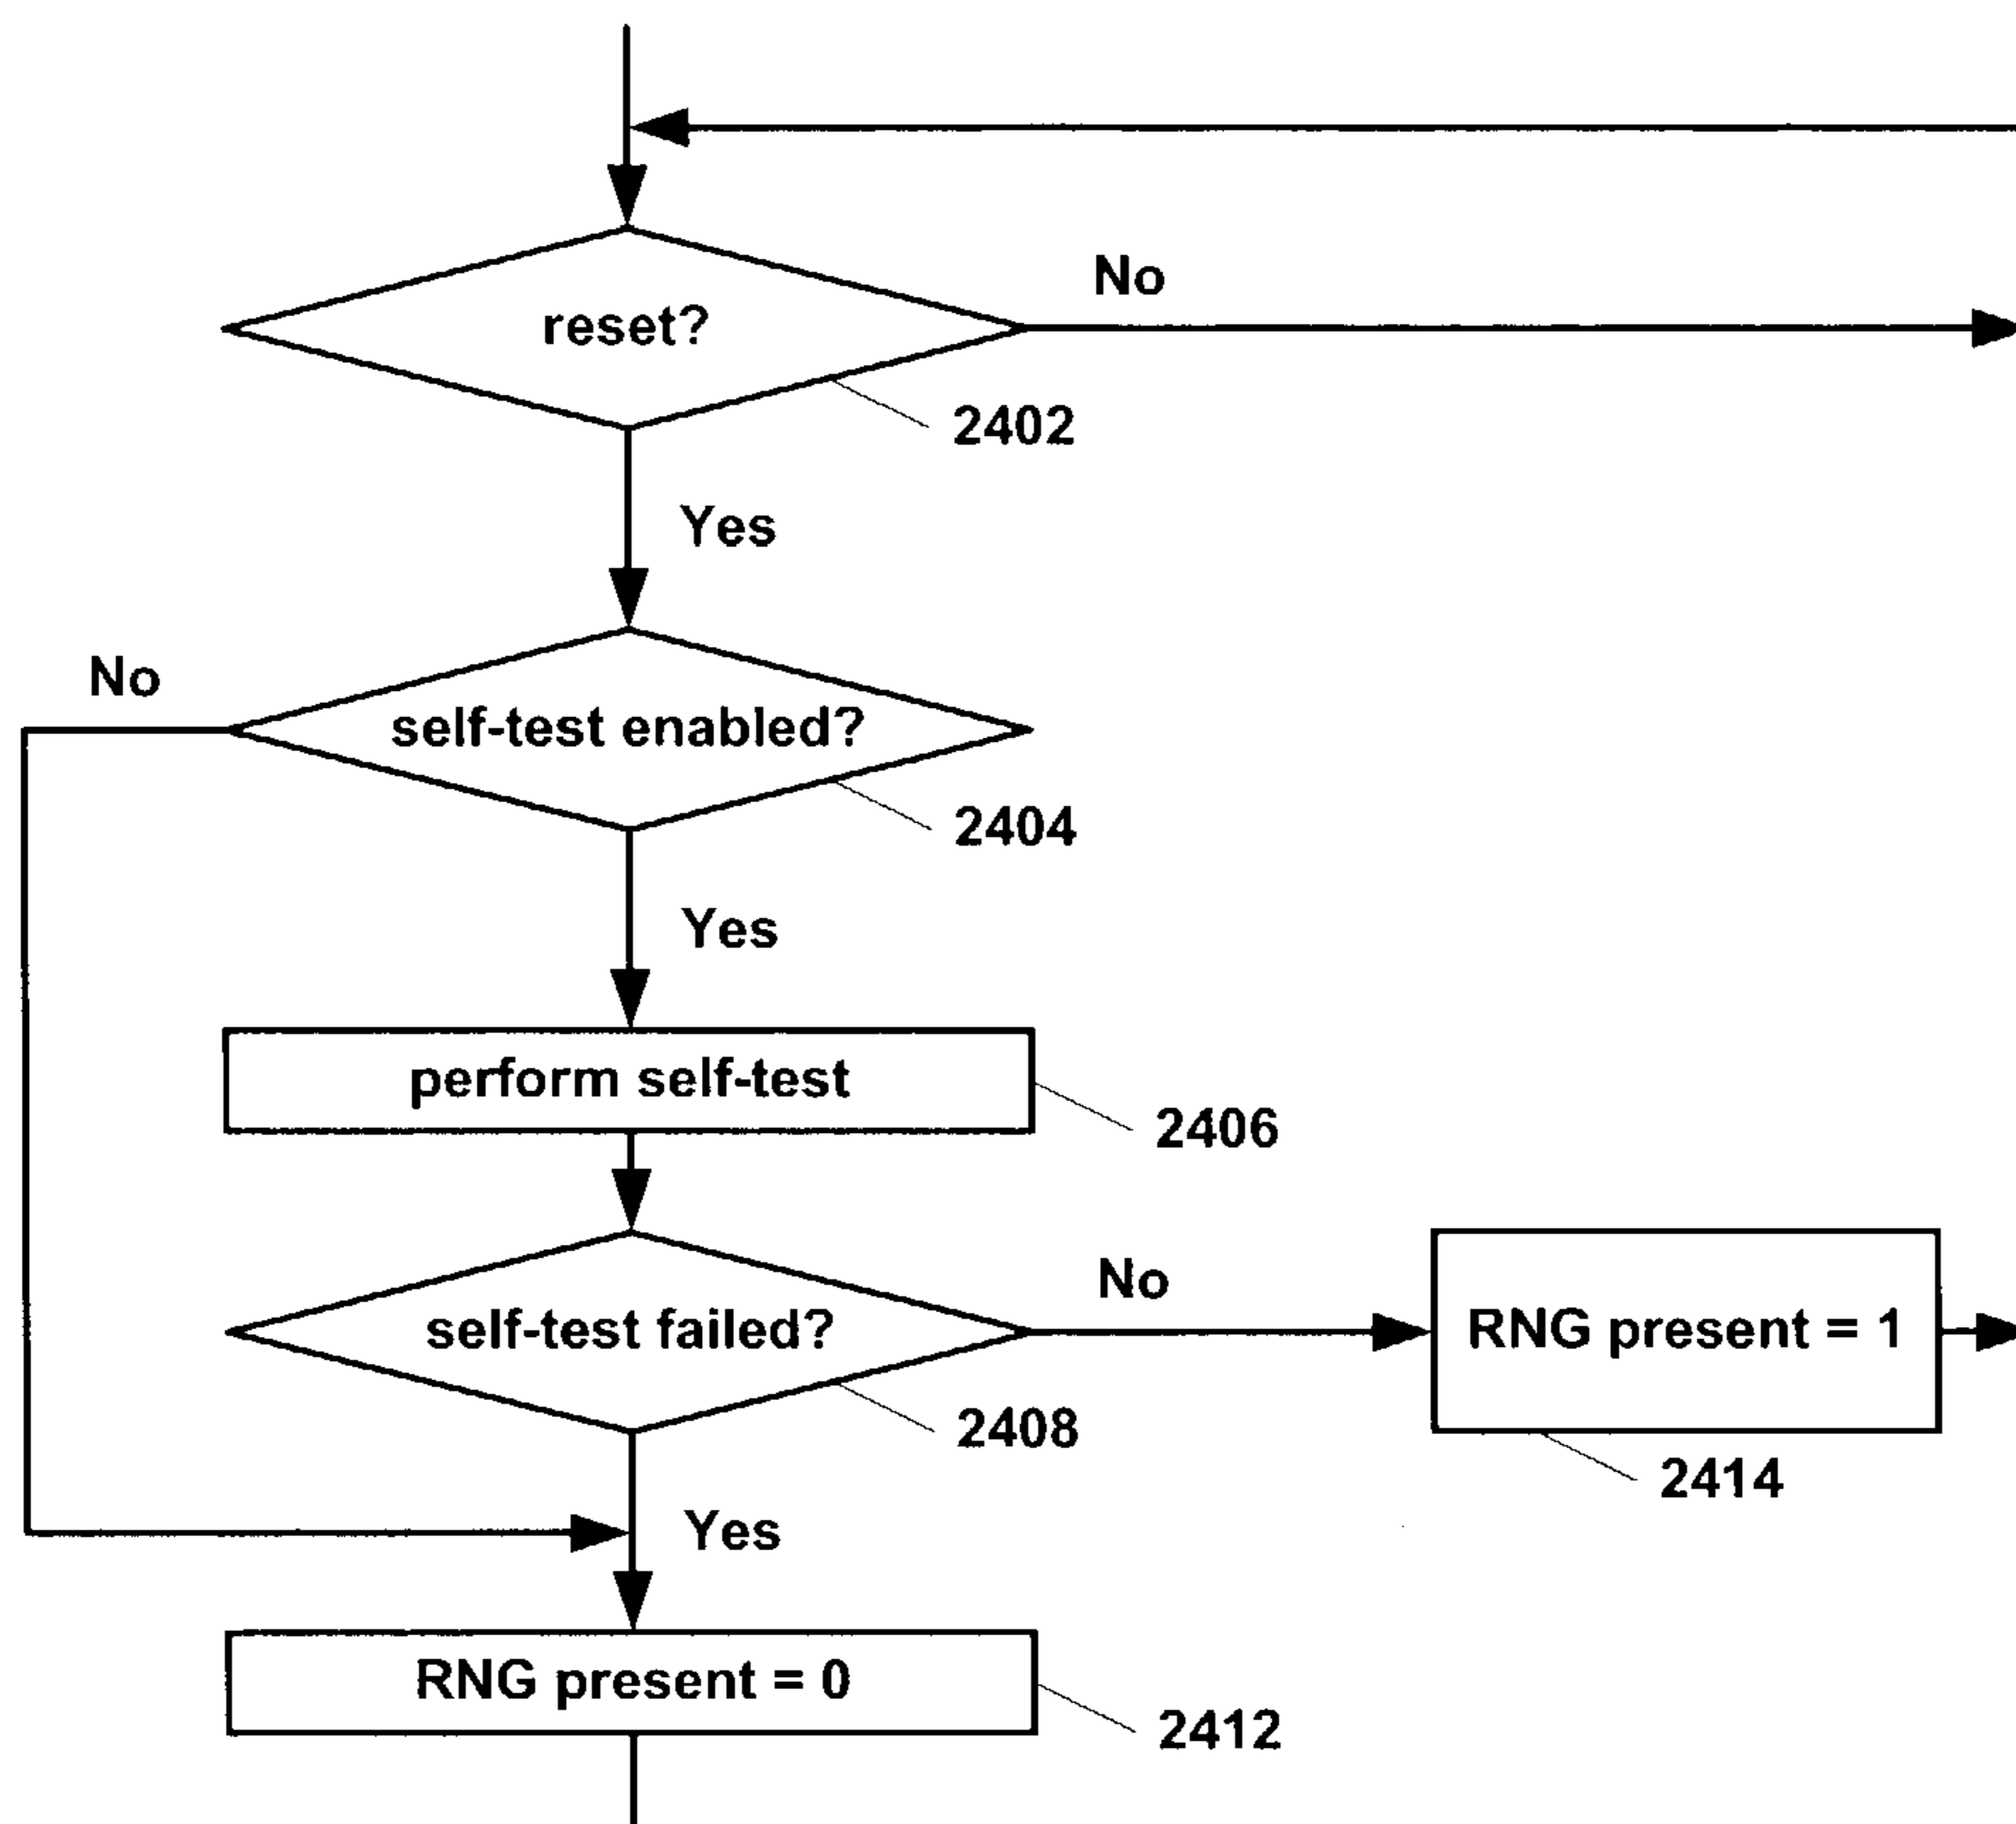 No
reset?
2402
Yes
No
self-test enabled?
2404
Yes
perform self-test
2406
No
self-test failed?
RNG present = 1
2408
2414
Yes
RNG present = 0
2412